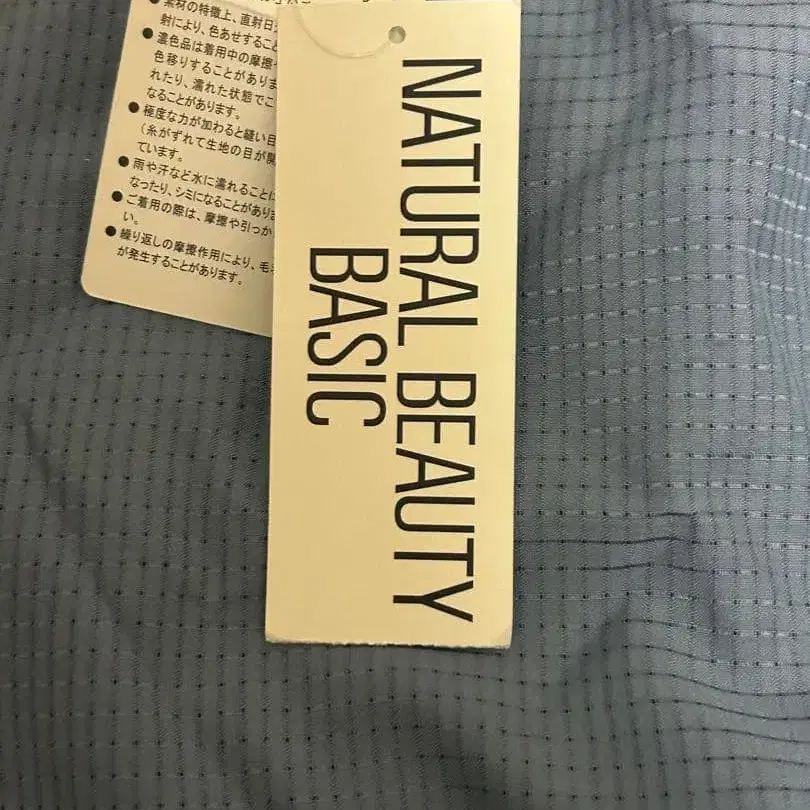 素材の特徴上、直射日
射により、色あせするこ
● 濃色品は着用中の摩擦
色移りすることがありま
れたり、濡れた状態でこ
なることがあります。
● 極度な力が加わると縫い目
（糸がずれて生地の目が開
ています。
● 雨や汗など水に濡れることに
なったり、シミになることがありま
● ご着用の際は、摩擦や引っか
い。
● 繰り返しの摩擦作用により、毛
が発生することがあります。
NATURAL BEAUTY
BASIC